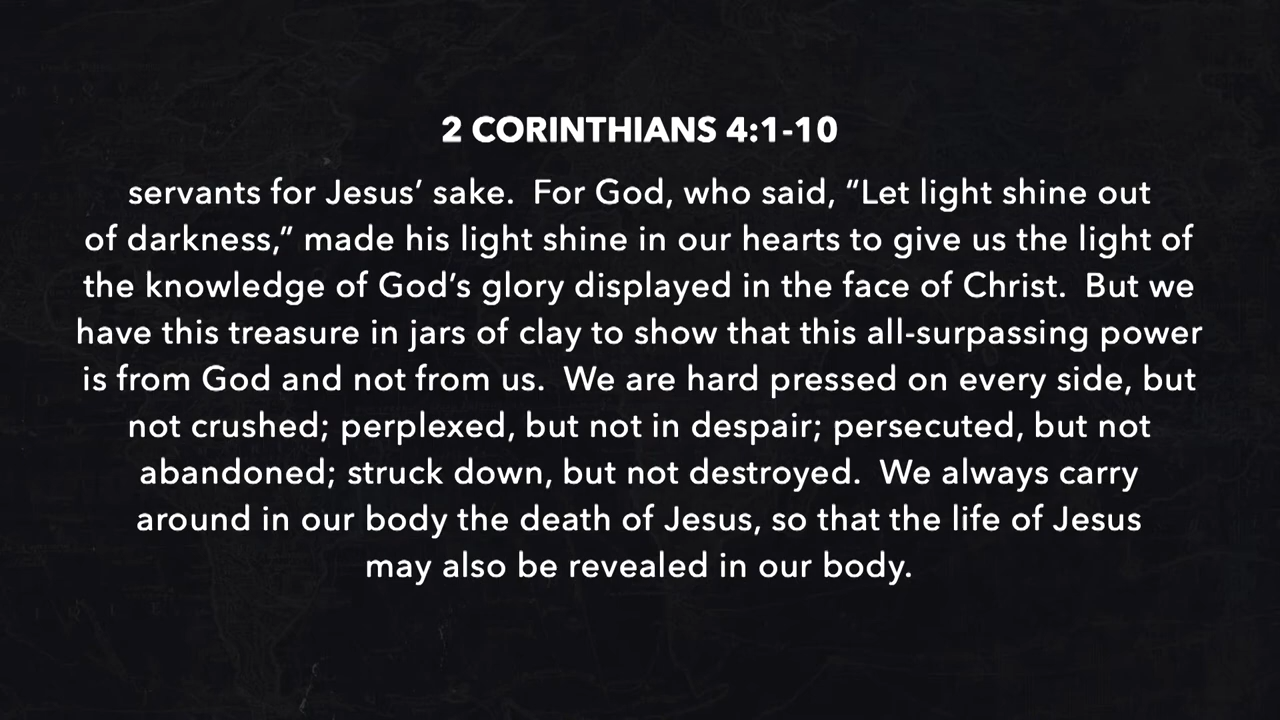 2 CORINTHIANS 4:1-10
servants for Jesus’ sake.  For God, who said, ”Let light shine out
of darkness,” made his light shine in our hearts to give us the light of
the knowledge of God’s glory displayed in the face of Christ.  But we
have this treasure in jars of clay to show that this all-surpassing power
is from God and not from us.  We are hard pressed on every side, but
not crushed; perplexed, but not in despair; persecuted, but not
abandoned; struck down, but not destroyed.  We always carry
around in our body the death of Jesus, so that the life of Jesus
may also be revealed in our body.